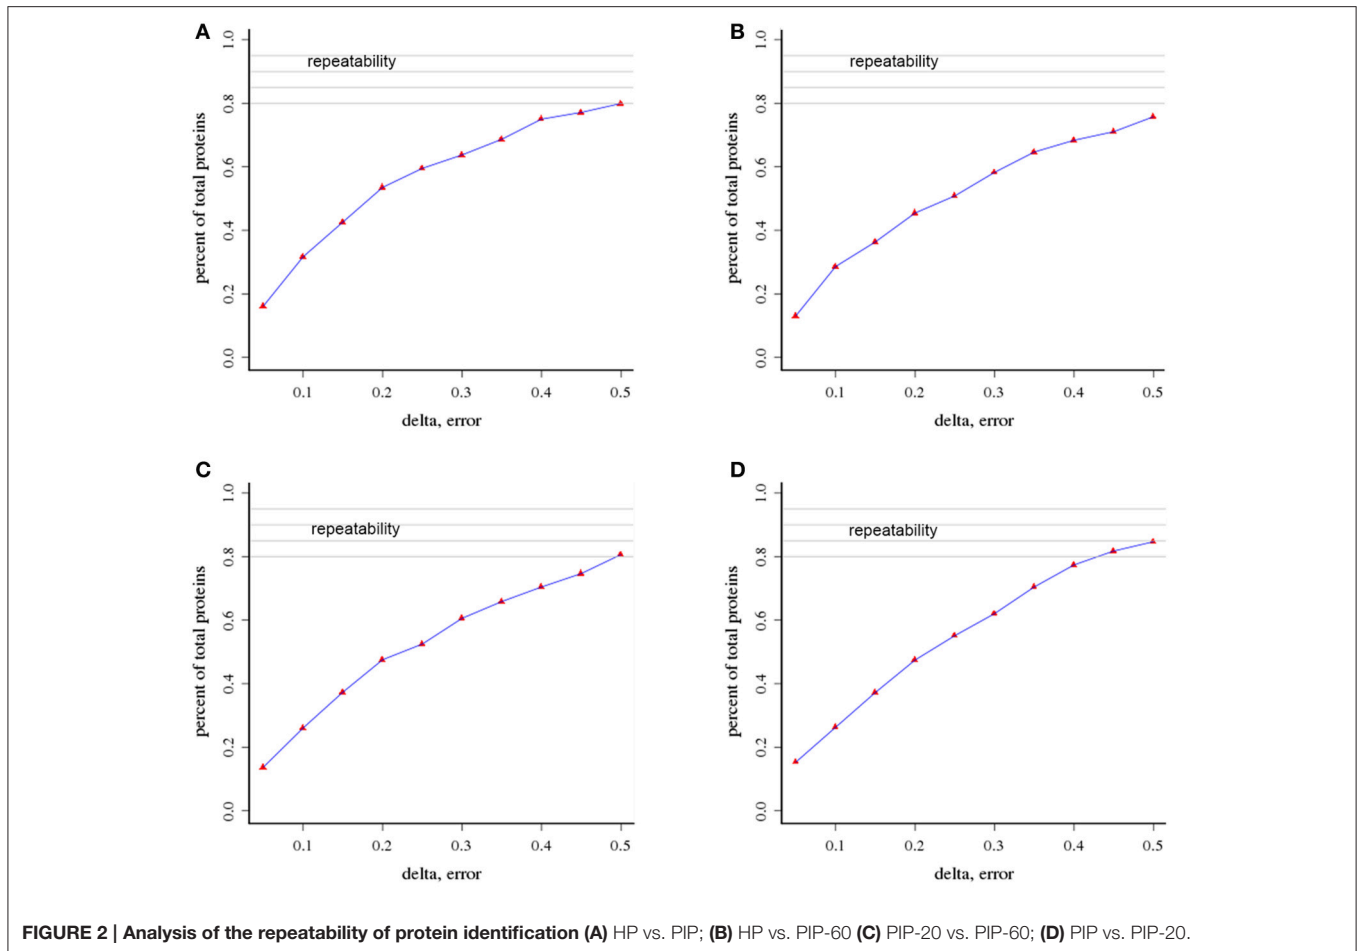 A
1.0
repeatability
0.8
percent of total proteins
0.6
0.4
0.2
0.0
0.1 0.2 0.3 0.4 0.5
delta, error
B
1.0
repeatability
0.8
percent of total proteins
0.6
0.4
0.2
0.0
0.1 0.2 0.3 0.4 0.5
delta, error
C
1.0
repeatability
0.8
percent of total proteins
0.6
0.4
0.2
0.0
0.1 0.2 0.3 0.4 0.5
delta, error
D
1.0
repeatability
0.8
percent of total proteins
0.6
0.4
0.2
0.0
0.1 0.2 0.3 0.4 0.5
delta, error
FIGURE 2 | Analysis of the repeatability of protein identification (A) HP vs. PIP; (B) HP vs. PIP-60 (C) PIP-20 vs. PIP-60; (D) PIP vs. PIP-20.